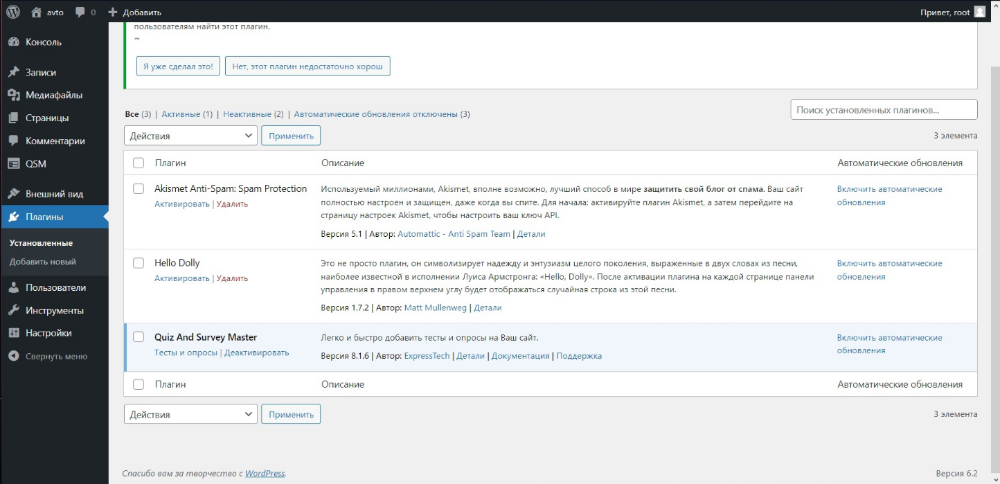 avto 0 Добавить Привет, root
Консоль
Записи
Медиафайлы
Страницы
Комментарии
QSM
Внешний вид
Плагины
Установленные
Добавить новый
Пользователи
Инструменты
Настройки
Свернуть меню
пользователям найти этот плагин.
~
Я уже сделал это! Нет, этот плагин недостаточно хорош
Все (3) | Активные (1) | Неактивные (2) | Автоматические обновления отключены (3)
Поиск установленных плагинов...
Действия Применить 3 элемента
Плагин Описание Автоматические обновления
Akismet Anti-Spam: Spam Protection
Активировать | Удалить
Используемый миллионами, Akismet, вполне возможно, лучший способ в мире защитить свой блог от спама. Ваш сайт
полностью настроен и защищен, даже когда вы спите. Для начала: активируйте плагин Akismet, а затем перейдите на
страницу настроек Akismet, чтобы настроить ваш ключ API.
Версия 5.1 | Автор: Automattic - Anti Spam Team | Детали
Включить автоматические
обновления
Hello Dolly
Активировать | Удалить
Это не просто плагин, он символизирует надежду и энтузиазм целого поколения, выраженные в двух словах из песни,
наиболее известной в исполнении Луиса Армстронга: «Hello, Dolly». После активации плагина на каждой странице панели
управления в правом верхнем углу будет отображаться случайная строка из этой песни.
Версия 1.7.2 | Автор: Matt Mullenweg | Детали
Включить автоматические
обновления
Quiz And Survey Master
Тесты и опросы | Деактивировать
Легко и быстро добавить тесты и опросы на Ваш сайт.
Версия 8.1.6 | Автор: ExpressTech | Детали | Документация | Поддержка
Включить автоматические
обновления
Плагин Описание Автоматические обновления
Действия Применить 3 элемента
Спасибо вам за творчество с WordPress. Версия 6.2